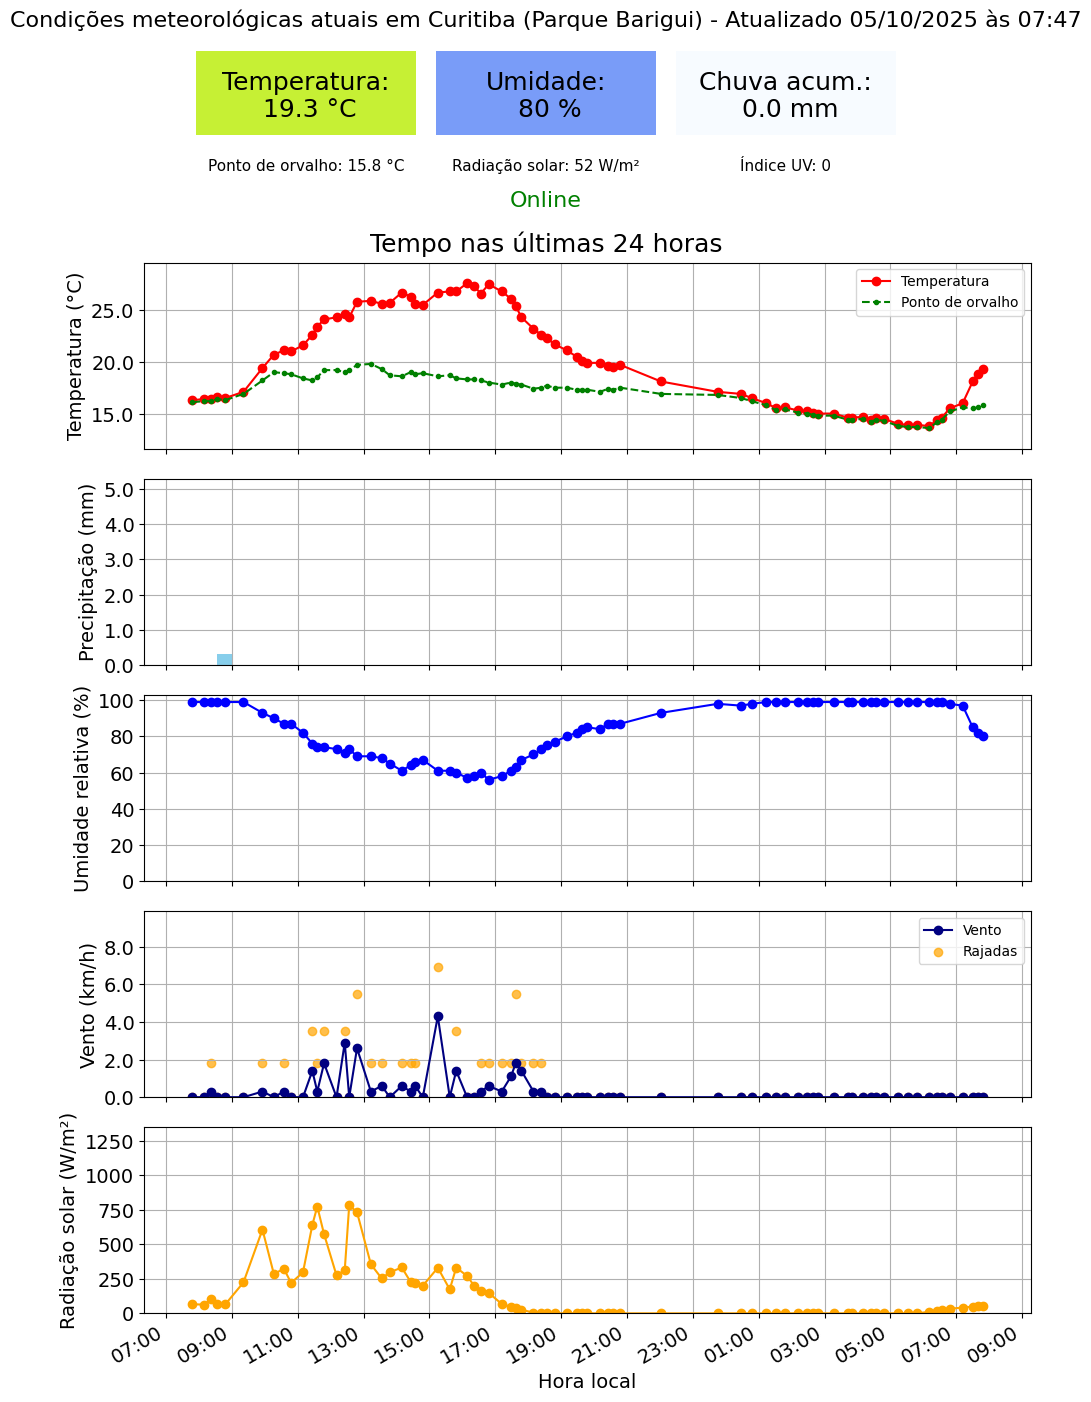 Condições meteorológicas atuais em Curitiba (Parque Barigui) - Atualizado 05/10/2025 às 07:47
Temperatura:
19.3 °C
Umidade:
80 %
Chuva acum.:
0.0 mm
Ponto de orvalho: 15.8 °C
Radiação solar: 52 W/m²
Índice UV: 0
Online
Tempo nas últimas 24 horas
Temperatura (°C)
25.0
20.0
15.0
Temperatura
Ponto de orvalho
Precipitação (mm)
5.0
4.0
3.0
2.0
1.0
0.0
Umidade relativa (%)
100
80
60
40
20
0
Vento (km/h)
8.0
6.0
4.0
2.0
0.0
Vento
Rajadas
Radiação solar (W/m²)
1250
1000
750
500
250
0
07:00
09:00
11:00
13:00
15:00
17:00
19:00
21:00
23:00
01:00
03:00
05:00
07:00
09:00
Hora local